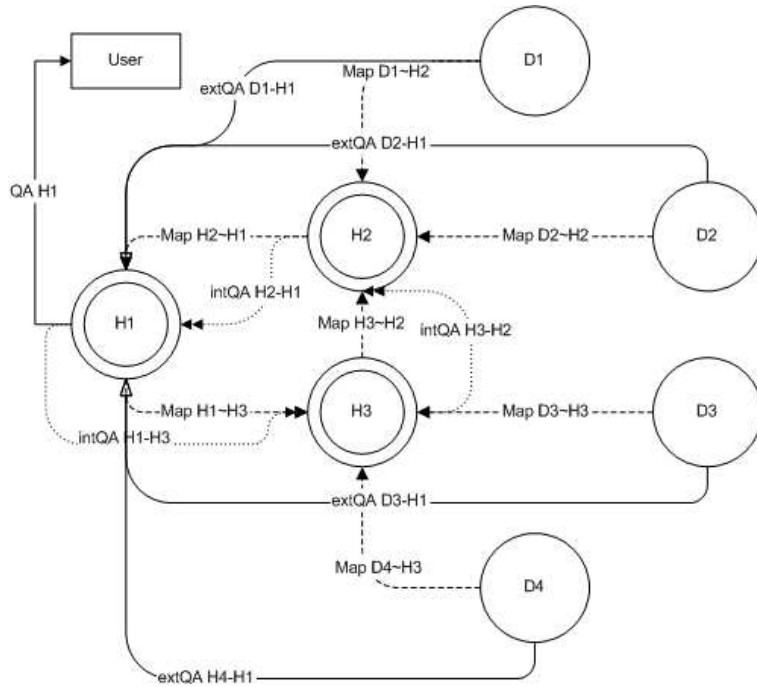 User
D1
Map D1~H2
extQA D1-H1
extQA D2-H1
QA H1
Map H2~H1
H2
Map D2~H2
D2
intQA H2-H1
H1
Map H3~H2
intQA H3-H2
Map H1~H3
H3
Map D3~H3
D3
intQA H1-H3
extQA D3-H1
Map D4~H3
D4
extQA H4-H1